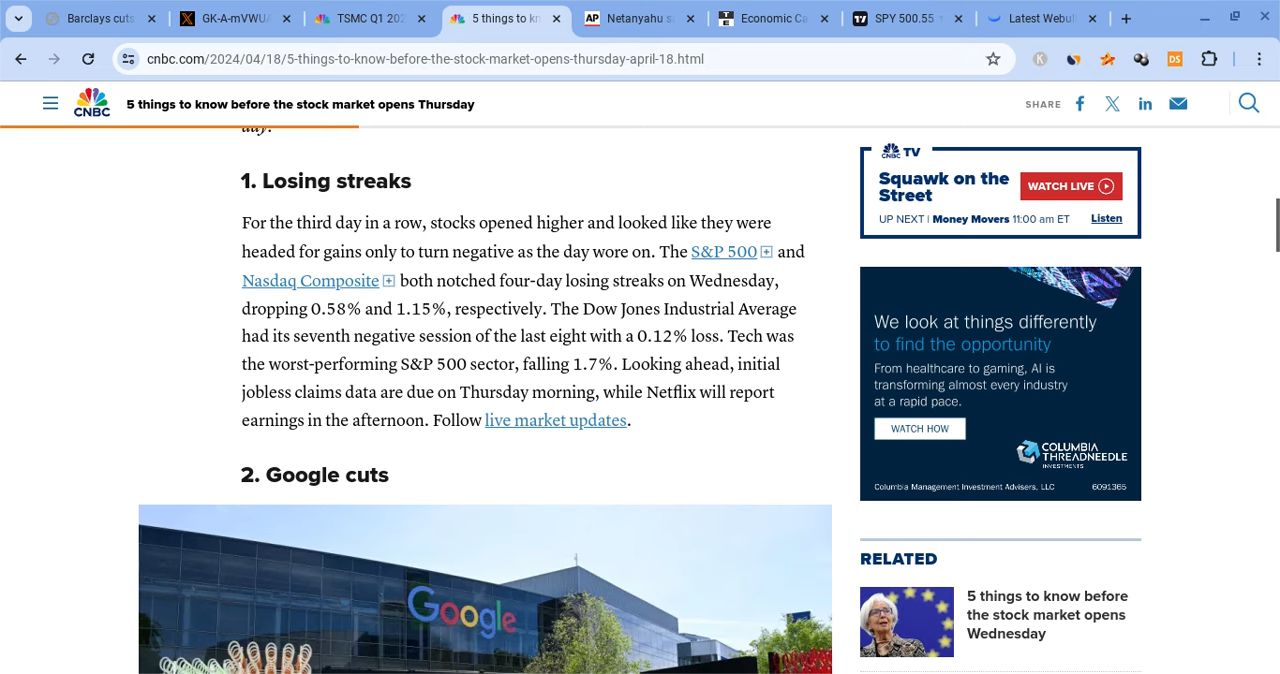 Barclays cuts
GK-A-mVWUA
TSMC Q1 202
5 things to kn
Netanyahu sa
Economic Ca
SPY 500.55
Latest Webul
cnbc.com/2024/04/18/5-things-to-know-before-the-stock-market-opens-thursday-april-18.html
CNBC
5 things to know before the stock market opens Thursday
SHARE
day.
1. Losing streaks
For the third day in a row, stocks opened higher and looked like they were
headed for gains only to turn negative as the day wore on. The S&P 500 and
Nasdaq Composite both notched four-day losing streaks on Wednesday,
dropping 0.58% and 1.15%, respectively. The Dow Jones Industrial Average
had its seventh negative session of the last eight with a 0.12% loss. Tech was
the worst-performing S&P 500 sector, falling 1.7%. Looking ahead, initial
jobless claims data are due on Thursday morning, while Netflix will report
earnings in the afternoon. Follow live market updates.
2. Google cuts
Google
CNBC TV
Squawk on the
Street
WATCH LIVE
UP NEXT | Money Movers 11:00 am ET
Listen
We look at things differently
to find the opportunity
From healthcare to gaming, AI is
transforming almost every industry
at a rapid pace.
WATCH HOW
COLUMBIA
THREADNEEDLE
INVESTMENTS
Columbia Management Investment Advisers, LLC
6091365
RELATED
5 things to know before
the stock market opens
Wednesday